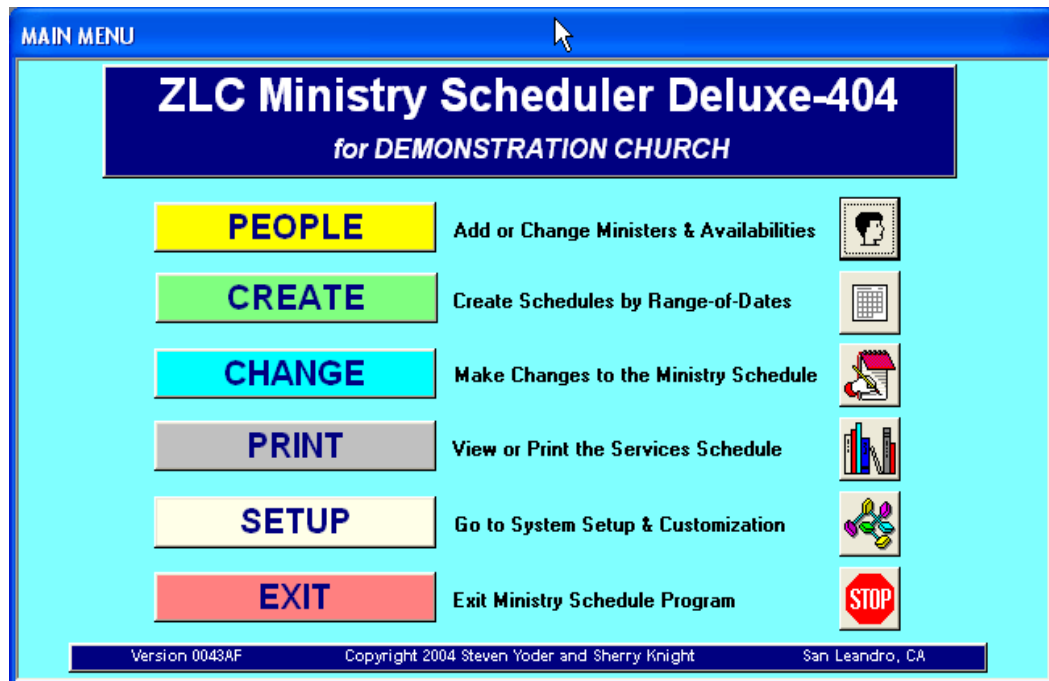 MAIN MENU
ZLC Ministry Scheduler Deluxe-404
for DEMONSTRATION CHURCH
PEOPLE Add or Change Ministers & Availabilities
CREATE Create Schedules by Range-of-Dates
CHANGE Make Changes to the Ministry Schedule
PRINT View or Print the Services Schedule
SETUP Go to System Setup & Customization
EXIT Exit Ministry Schedule Program STOP
Version 0043AF Copyright 2004 Steven Yoder and Sherry Knight San Leandro, CA